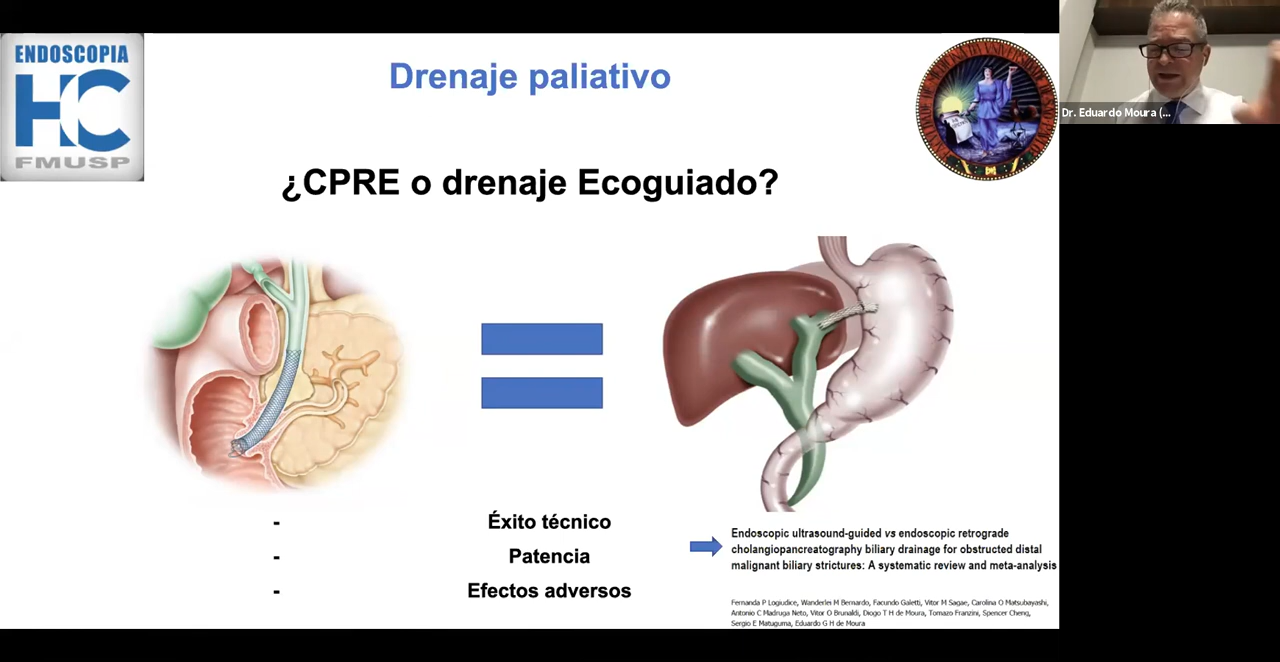 ENDOSCOPIA
HC
FMUSP
Drenaje paliativo
¿CPRE o drenaje Ecoguiado?
Dr. Eduardo Moura (...
- Éxito técnico
- Patencia
- Efectos adversos
Endoscopic ultrasound-guided vs endoscopic retrograde
cholangiopancreatography biliary drainage for obstructed distal
malignant biliary strictures: A systematic review and meta-analysis
Fernanda P Logiudice, Wanderlei M Bernardo, Facundo Galetti, Vitor M Sagae, Carolina O Matsubayashi,
Antonio C Madruga Neto, Vitor O Brunaldi, Diogo T H de Moura, Tomazo Franzini, Spencer Cheng,
Sergio E Matuguma, Eduardo G H de Moura